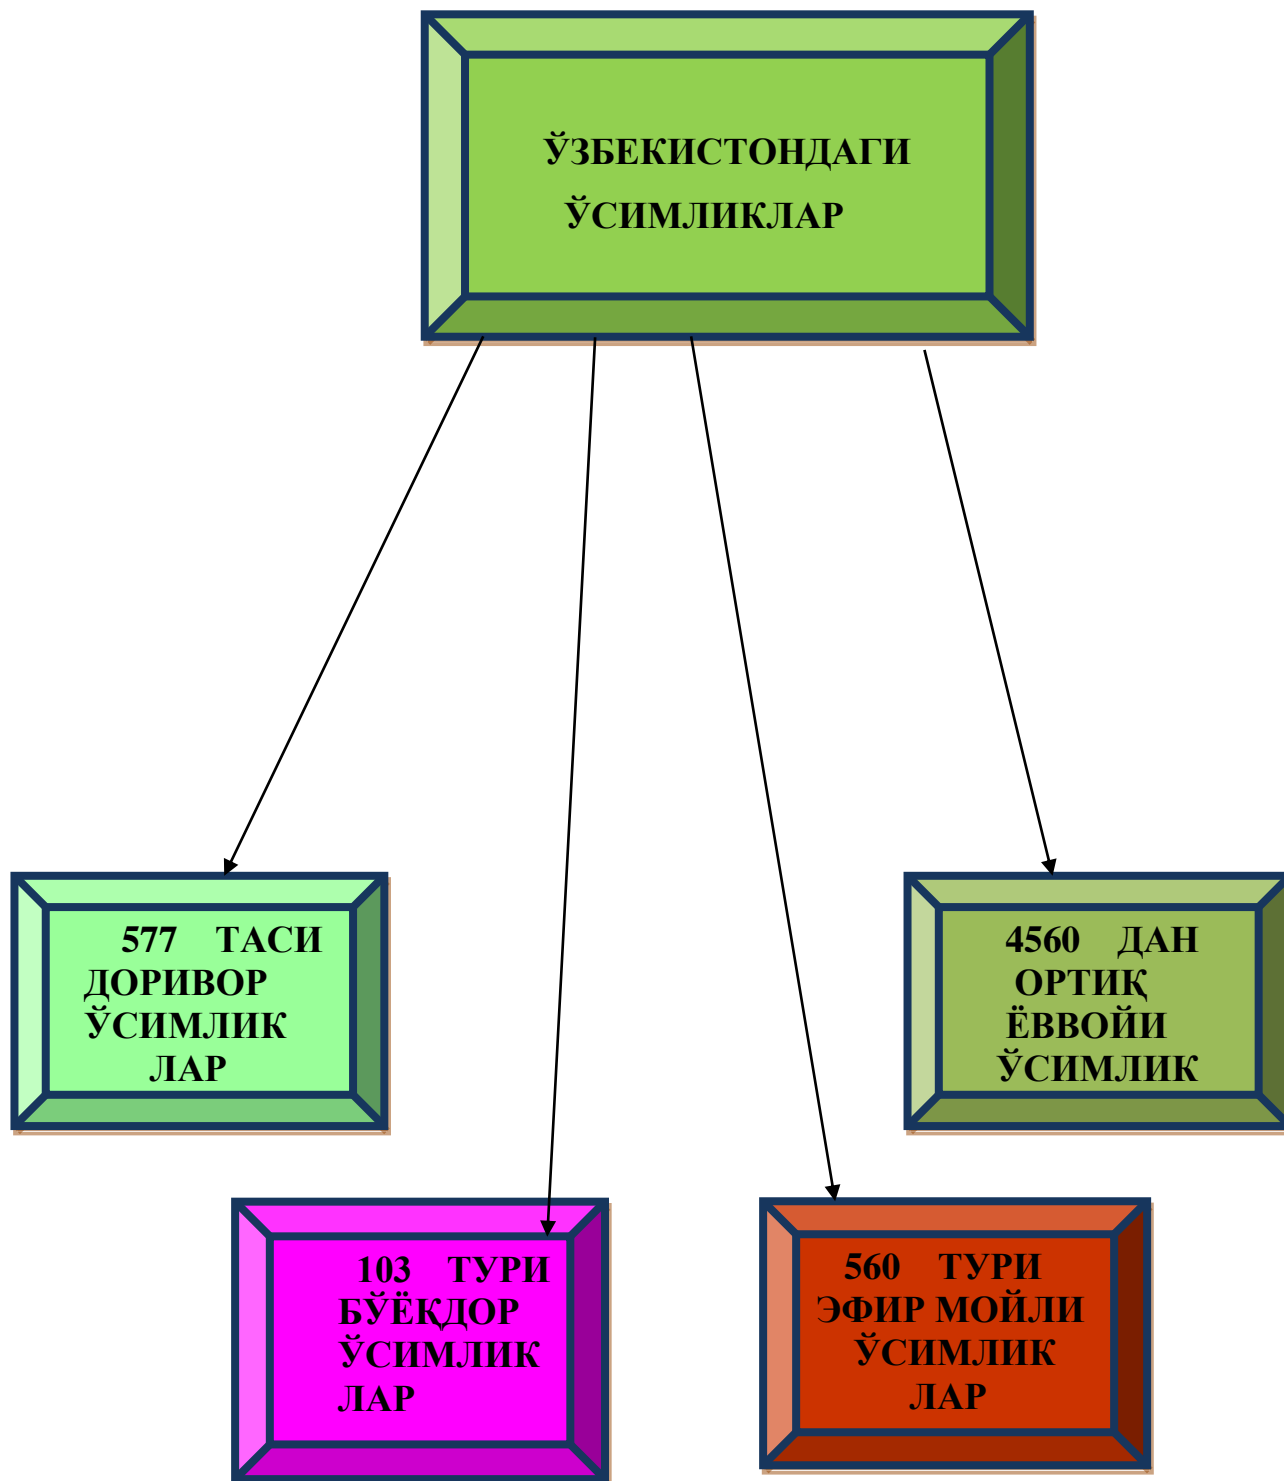 ЎЗБЕКИСТОНДАГИ
ЎСИМЛИКЛАР
577 ТАСИ
ДОРИВОР
ЎСИМЛИК
ЛАР
4560 ДАН
ОРТИҚ
ЁВВОЙИ
ЎСИМЛИК
103 ТУРИ
БЎЁҚДОР
ЎСИМЛИК
ЛАР
560 ТУРИ
ЭФИР МОЙЛИ
ЎСИМЛИК
ЛАР